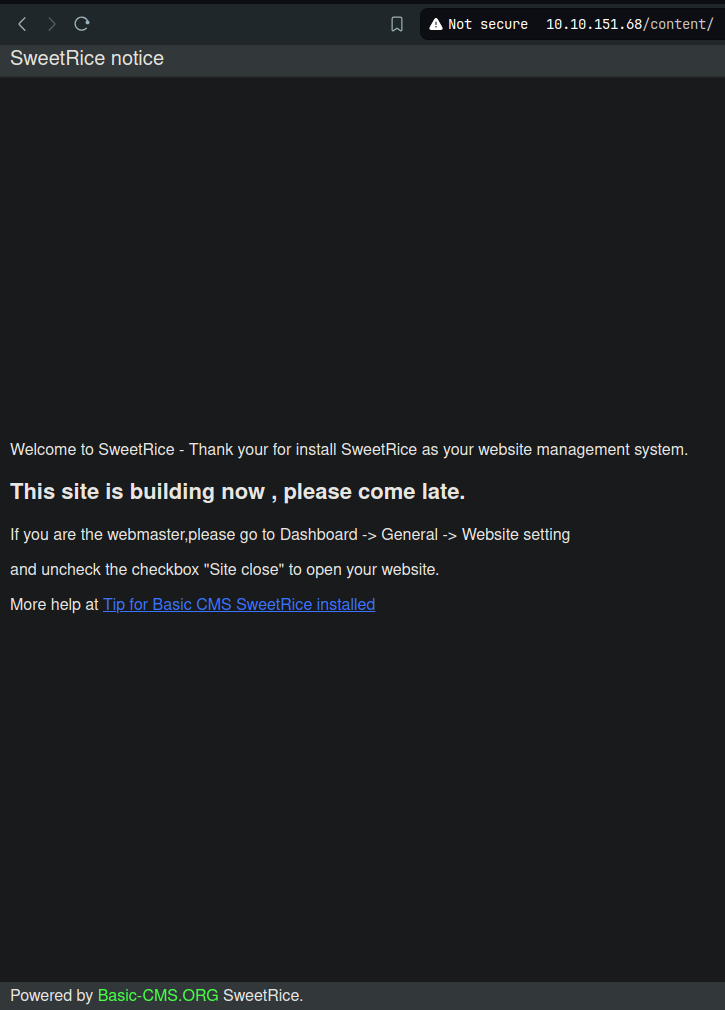 Not secure 10.10.151.68/content/
SweetRice notice
Welcome to SweetRice - Thank your for install SweetRice as your website management system.
This site is building now , please come late.
If you are the webmaster,please go to Dashboard -> General -> Website setting
and uncheck the checkbox "Site close" to open your website.
More help at Tip for Basic CMS SweetRice installed
Powered by Basic-CMS.ORG SweetRice.